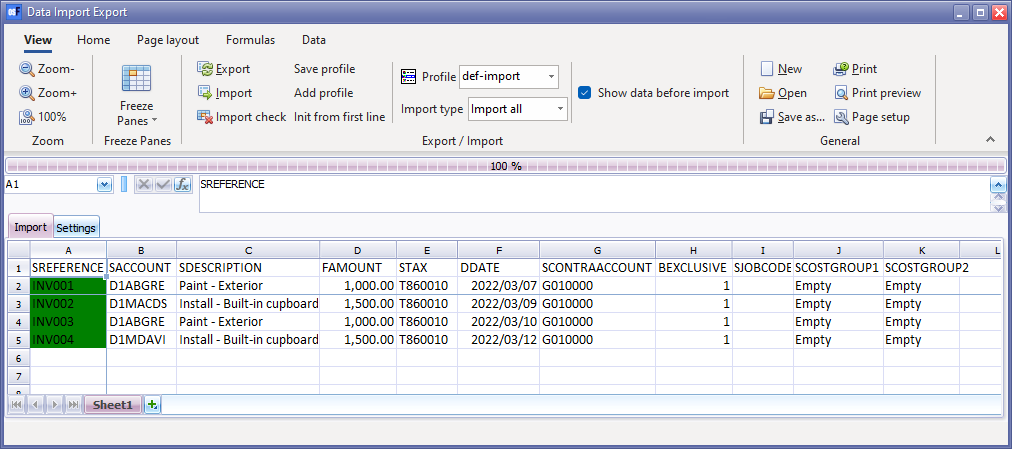 Data Import Export
View Home Page layout Formulas Data
Zoom-
Zoom+
100%
Zoom
Freeze
Panes
Freeze Panes
Export Save profile
Import Add profile
Import check Init from first line
Profile def-import
Import type Import all
Show data before import
Export / Import
New Print
Open Print preview
Save as... Page setup
General
100 %
A1 fx SREFERENCE
Import Settings
A B C D E F G H I J K L
1 SREFERENCE SACCOUNT SDESCRIPTION FAMOUNT STAX DDATE SCONTRAACCOUNT BEXCLUSIVE SJOBCODE SCOSTGROUP1 SCOSTGROUP2
2 INV001 D1ABGRE Paint - Exterior 1,000.00 T860010 2022/03/07 G010000 1 Empty Empty
3 INV002 D1MACDS Install - Built-in cupboard 1,500.00 T860010 2022/03/09 G010000 1 Empty Empty
4 INV003 D1ABGRE Paint - Exterior 1,000.00 T860010 2022/03/10 G010000 1 Empty Empty
5 INV004 D1MDAVI Install - Built-in cupboard 1,500.00 T860010 2022/03/12 G010000 1 Empty Empty
6
7
8
Sheet1